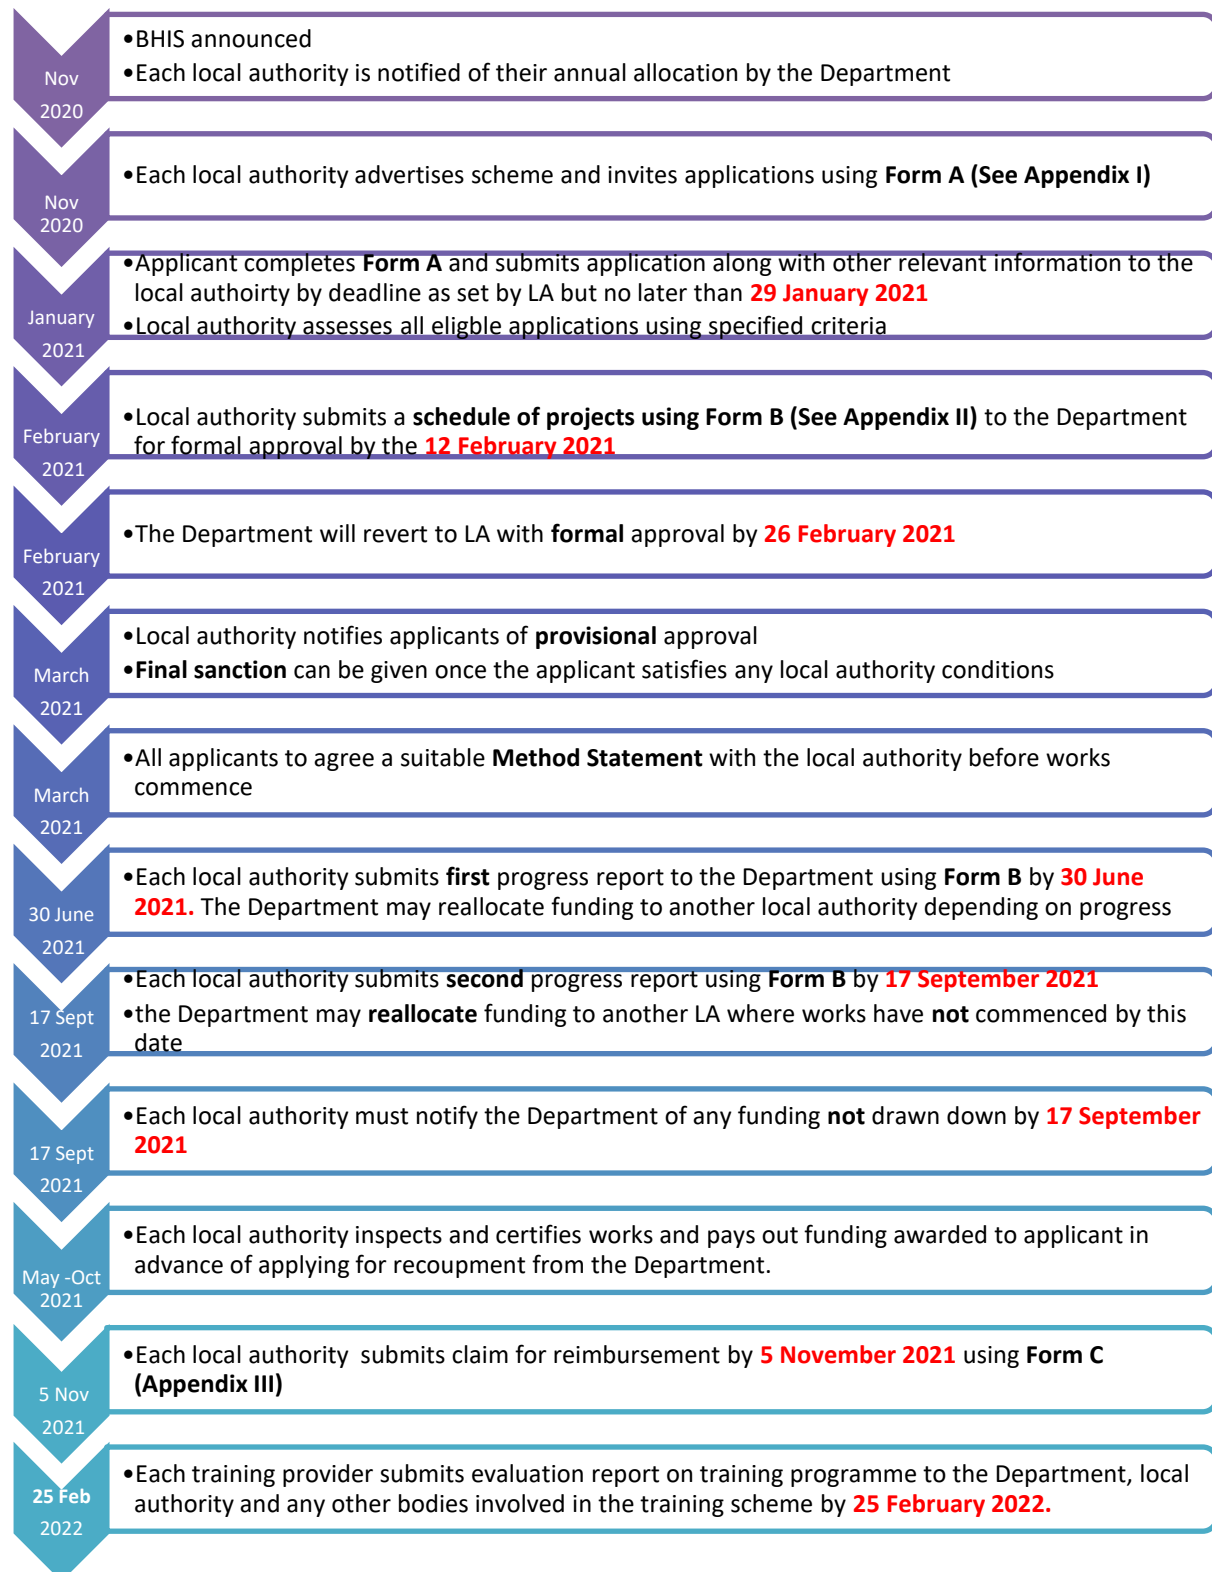 Nov
2020
•BHIS announced
•Each local authority is notified of their annual allocation by the Department
Nov
2020
•Each local authority advertises scheme and invites applications using Form A (See Appendix I)
January
2021
•Applicant completes Form A and submits application along with other relevant information to the
local authoirty by deadline as set by LA but no later than 29 January 2021
•Local authority assesses all eligble applications using specified criteria
February
2021
•Local authority submits a schedule of projects using Form B (See Appendix II) to the Department
for formal approval by the 12 February 2021
February
2021
•The Department will revert to LA with formal approval by 26 February 2021
March
2021
•Local authority notifies applicants of provisional approval
•Final sanction can be given once the applicant satisfies any local authority conditions
March
2021
•All applicants to agree a suitable Method Statement with the local authority before works
commence
30 June
2021
•Each local authority submits first progress report to the Department using Form B by 30 June
2021. The Department may reallocate funding to another local authority depending on progress
17 Sept
2021
•Each local authority submits second progress report using Form B by 17 September 2021
•the Department may reallocate funding to another LA where works have not commenced by this
date
17 Sept
2021
•Each local authority must notify the Department of any funding not drawn down by 17 September
2021
May -Oct
2021
•Each local authority inspects and certifies works and pays out funding awarded to applicant in
advance of applying for recoupment from the Department.
5 Nov
2021
•Each local authority  submits claim for reimbursement by 5 November 2021 using Form C
(Appendix III)
25 Feb
2022
•Each training provider submits evaluation report on training programme to the Department, local
authority and any other bodies involved in the training scheme by 25 February 2022.